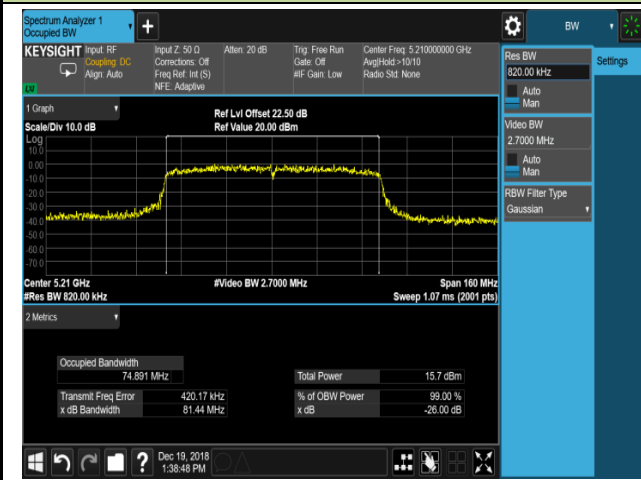 Spectrum Analyzer 1
Occupied BW
BW
KEYSIGHT
Input: RF
Coupling: DC
Align: Auto
Input Z: 50 Ω
Corrections: Off
Freq Ref: Int (S)
NFE: Adaptive
Atten: 20 dB
Trig: Free Run
Gate: Off
#IF Gain: Low
Center Freq: 5.210000000 GHz
Avg|Hold:>10/10
Radio Std: None
Res BW
820.00 kHz
Auto
Man
Settings
Video BW
2.7000 MHz
Auto
Man
RBW Filter Type
Gaussian
1 Graph
Scale/Div 10.0 dB
Ref Lvl Offset 22.50 dB
Ref Value 20.00 dBm
Log
10.0
0.00
-10.0
-20.0
-30.0
-40.0
-50.0
-60.0
-70.0
Center 5.21 GHz
#Video BW 2.7000 MHz
Span 160 MHz
#Res BW 820.00 kHz
Sweep 1.07 ms (2001 pts)
2 Metrics
Occupied Bandwidth
74.891 MHz
Total Power 15.7 dBm
Transmit Freq Error 420.17 kHz
% of OBW Power 99.00 %
x dB Bandwidth 81.44 MHz
x dB -26.00 dB
?
Dec 19, 2018
1:38:48 PM